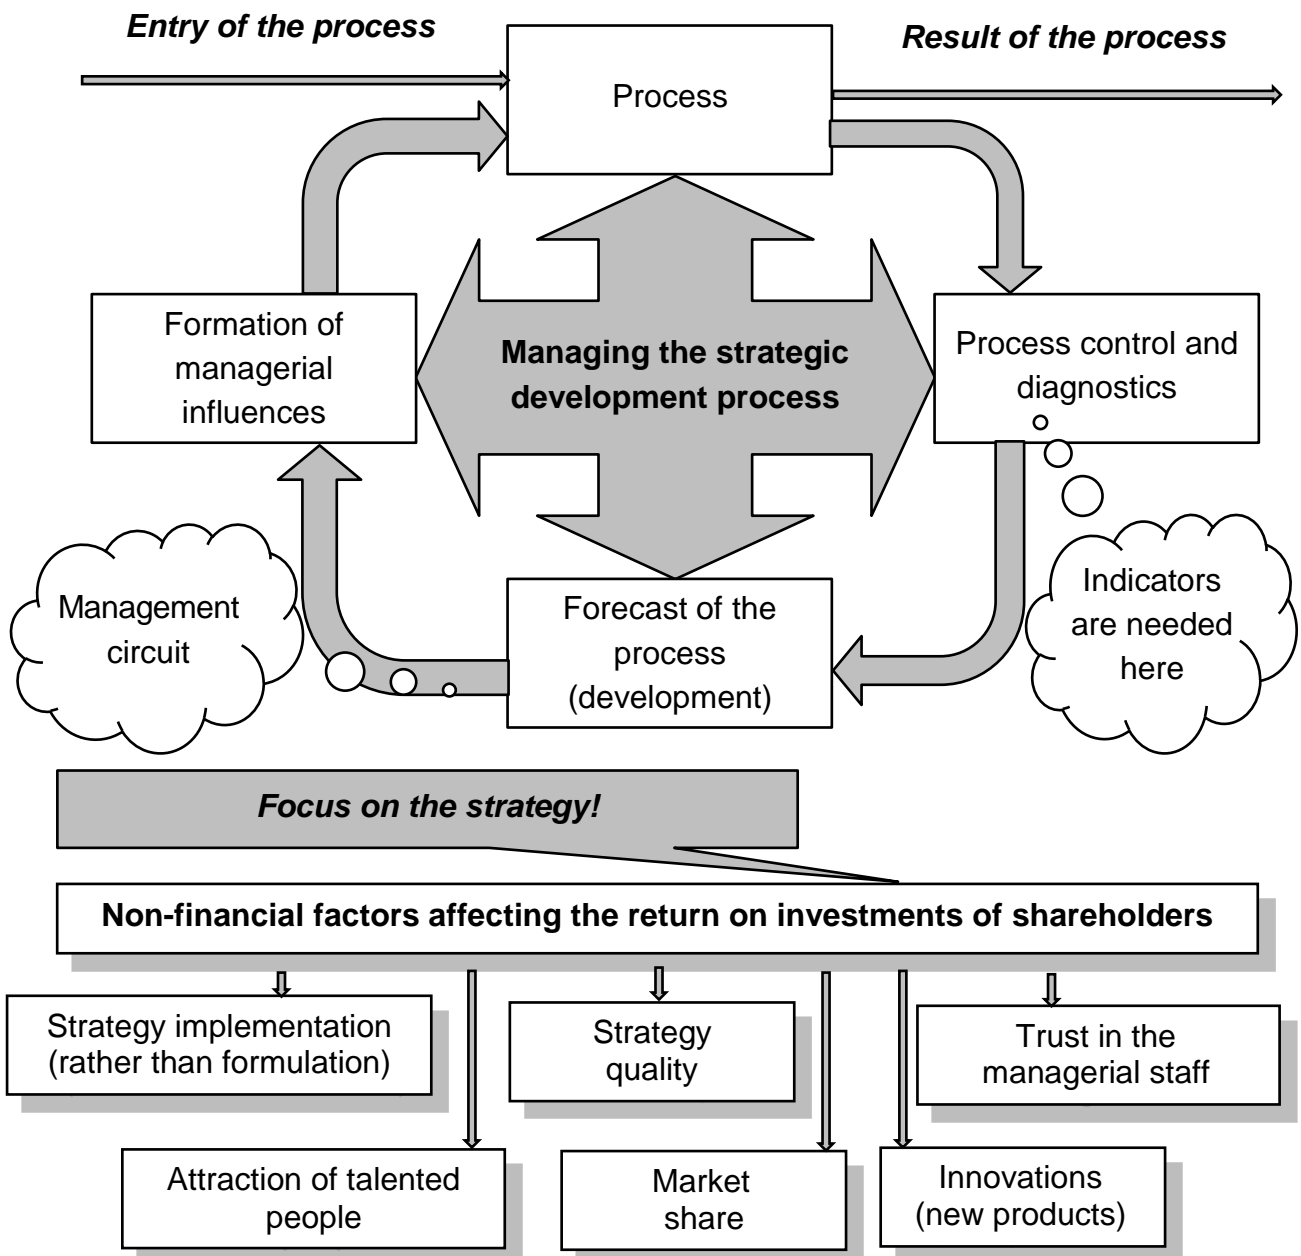 Entry of the process
Result of the process
Process
Formation of
managerial
influences
Managing the strategic
development process
Process control and
diagnostics
Management
circuit
Forecast of the
process
(development)
Indicators
are needed
here
Focus on the strategy!
Non-financial factors affecting the return on investments of shareholders
Strategy implementation
(rather than formulation)
Strategy
quality
Trust in the
managerial staff
Attraction of talented
people
Market
share
Innovations
(new products)